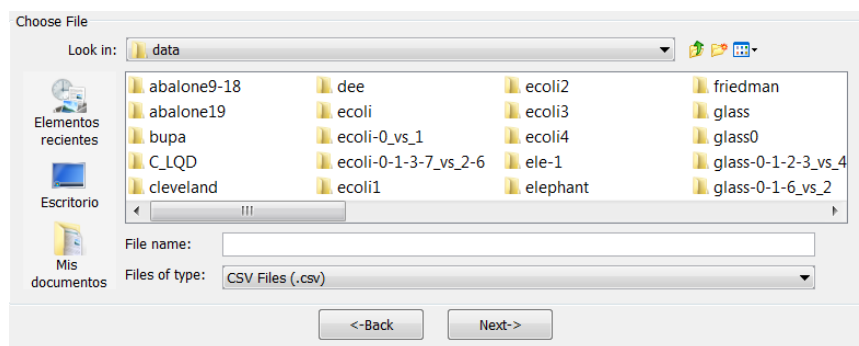 Choose File
Look in: data
Elementos recientes
Escritorio
Mis documentos
abalone9-18 dee ecoli2 friedman
abalone19 ecoli ecoli3 glass
bupa ecoli-0_vs_1 ecoli4 glass0
C_LQD ecoli-0-1-3-7_vs_2-6 ele-1 glass-0-1-2-3_vs_4
cleveland ecoli1 elephant glass-0-1-6_vs_2
File name:
Files of type: CSV Files (.csv)
<-Back Next->